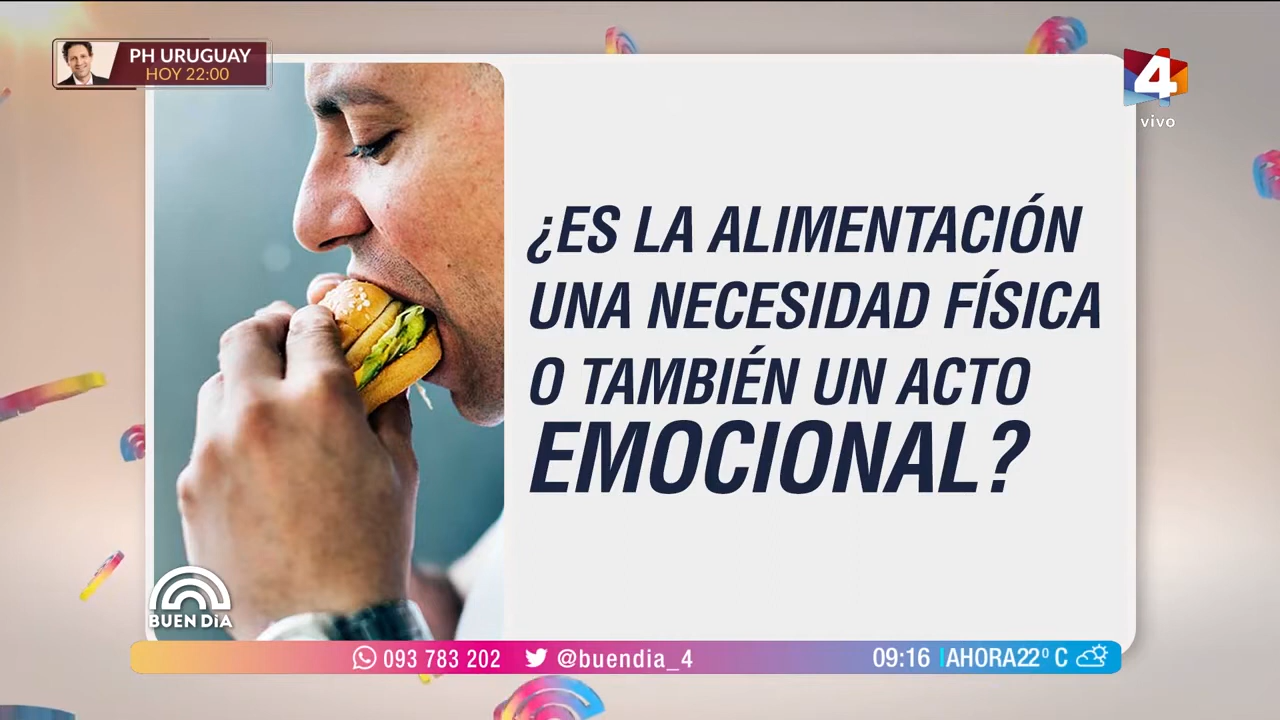 PH URUGUAY
HOY 22:00
4
vivo
¿ES LA ALIMENTACIÓN
UNA NECESIDAD FÍSICA
O TAMBIÉN UN ACTO
EMOCIONAL?
BUEN DíA
093 783 202 @buendia_4 09:16 AHORA 22º C